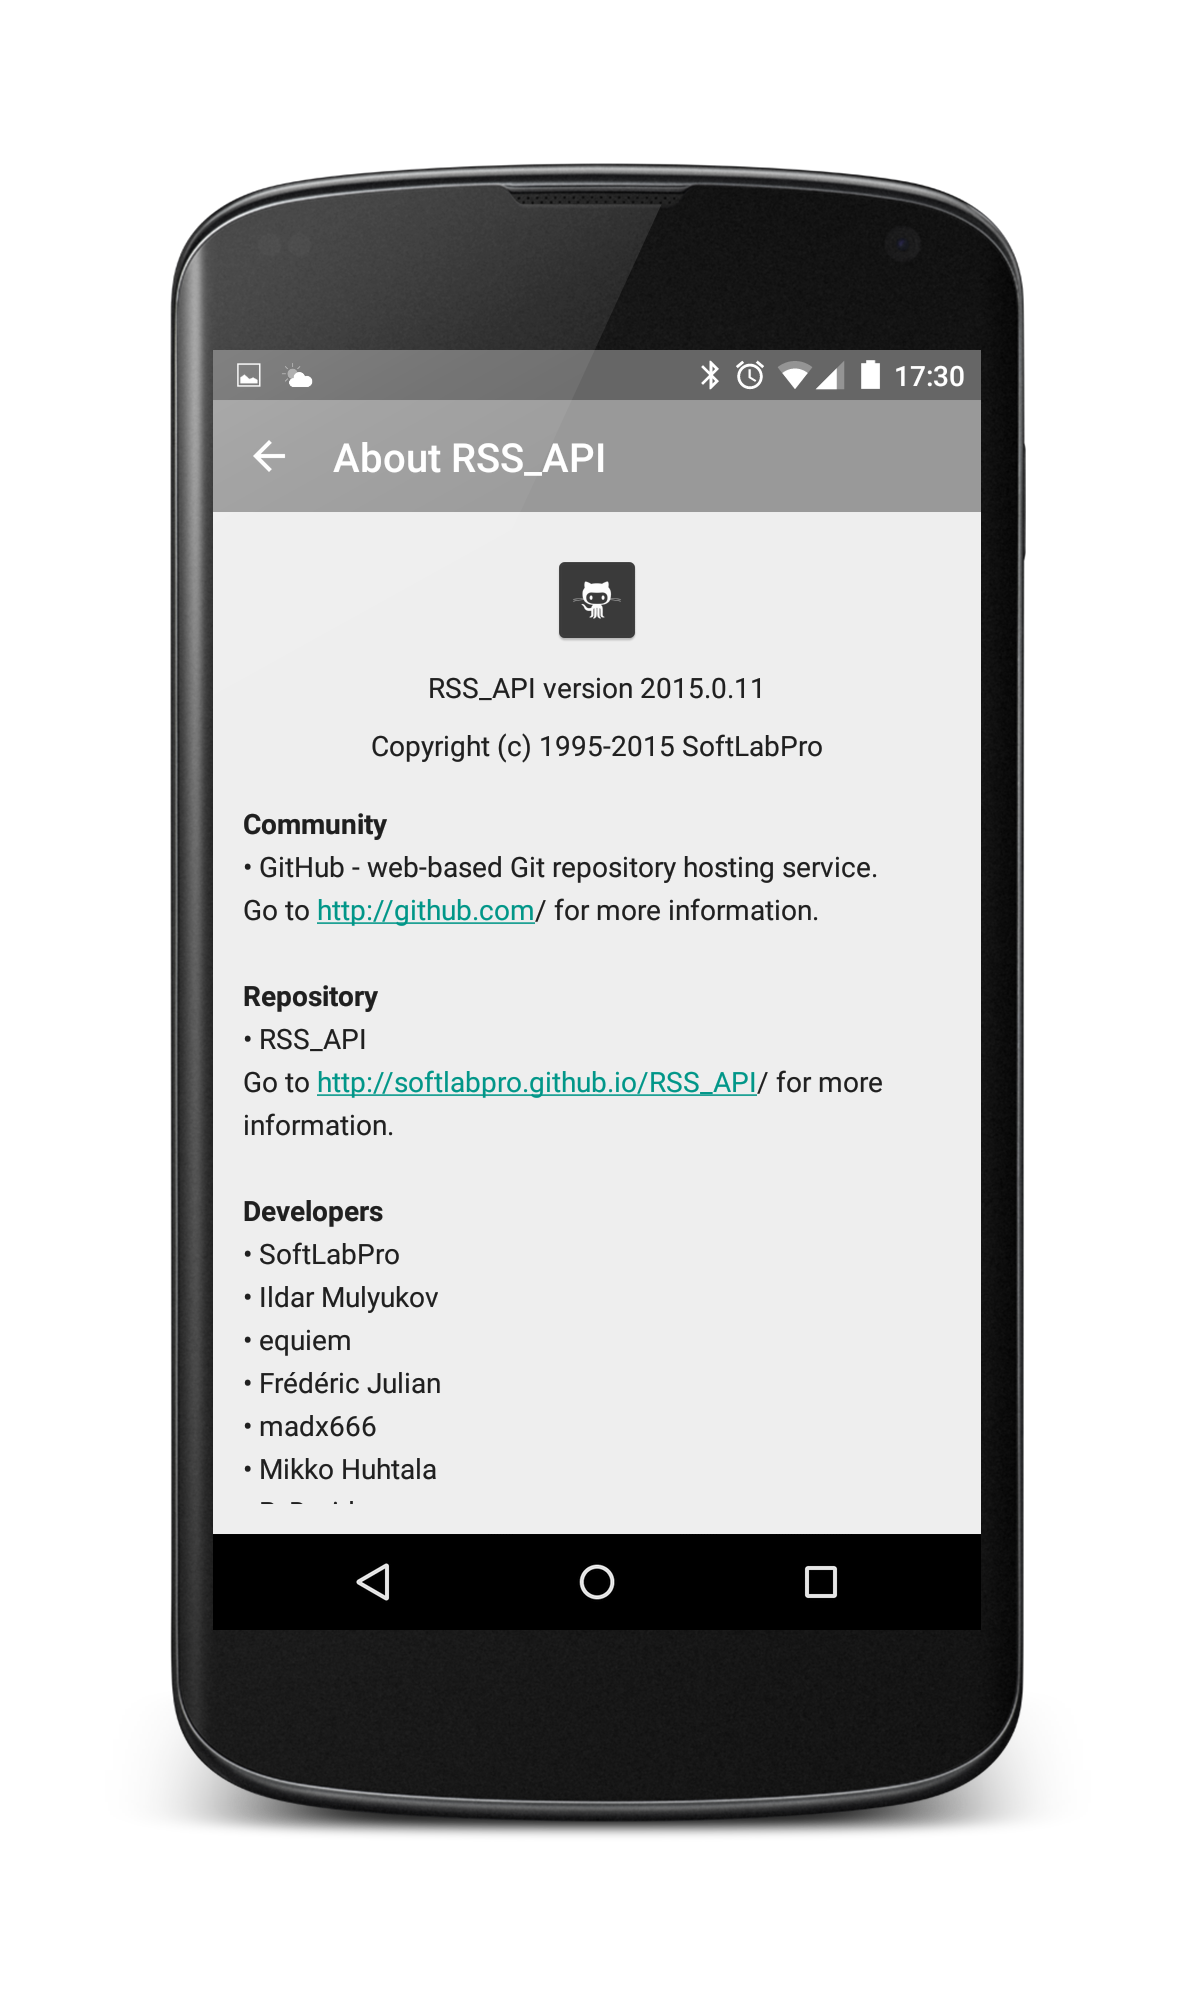 17:30
About RSS_API
RSS_API version 2015.0.11
Copyright (c) 1995-2015 SoftLabPro
Community
• GitHub - web-based Git repository hosting service.
Go to http://github.com/ for more information.
Repository
• RSS_API
Go to http://softlabpro.github.io/RSS_API/ for more
information.
Developers
• SoftLabPro
• Ildar Mulyukov
• equiem
• Frédéric Julian
• madx666
• Mikko Huhtala